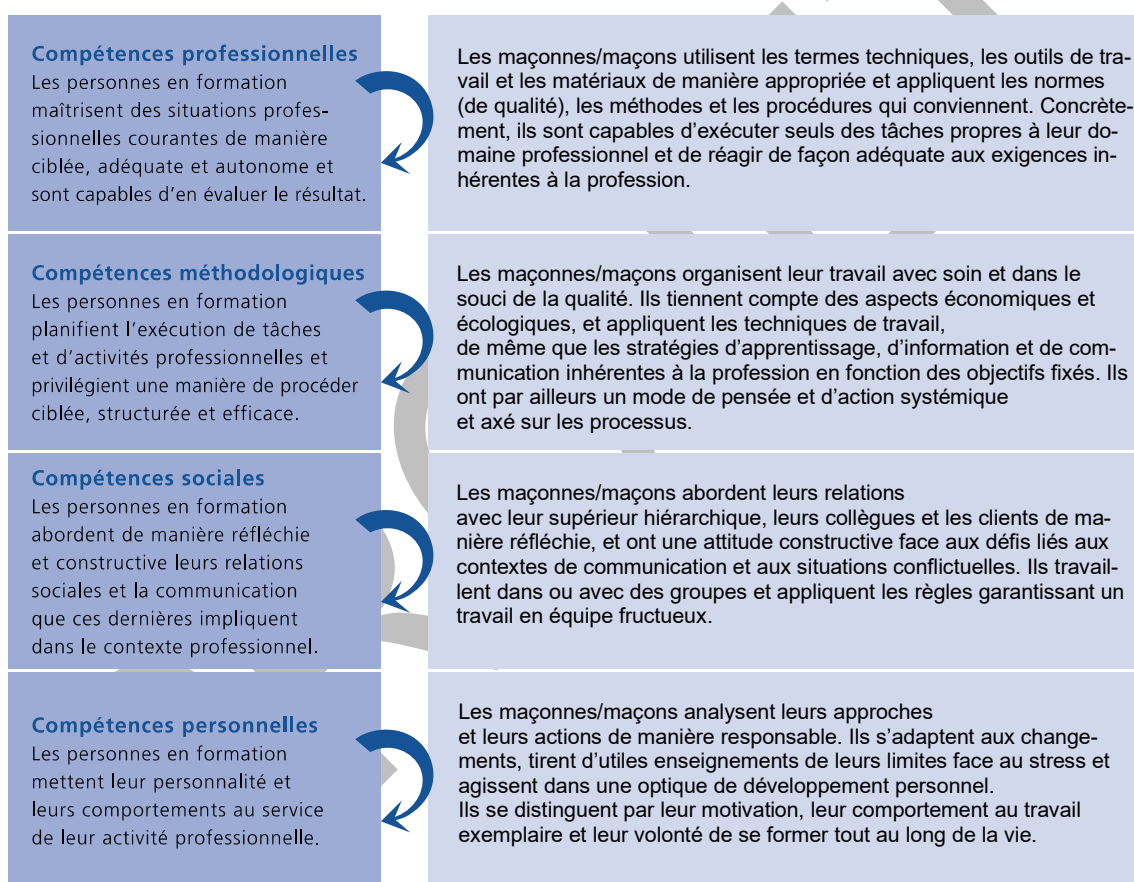 Compétences professionnelles
Les personnes en formation
maîtrisent des situations profes-
sionnelles courantes de manière
ciblée, adéquate et autonome et
sont capables d’en évaluer le résultat.
Les maçonnes/maçons utilisent les termes techniques, les outils de tra-
vail et les matériaux de manière appropriée et appliquent les normes
(de qualité), les méthodes et les procédures qui conviennent. Concrète-
ment, ils sont capables d’exécuter seuls des tâches propres à leur do-
maine professionnel et de réagir de façon adéquate aux exigences in-
hérentes à la profession.
Compétences méthodologiques
Les personnes en formation
planifient l’exécution de tâches
et d’activités professionnelles et
privilégient une manière de procéder
ciblée, structurée et efficace.
Les maçonnes/maçons organisent leur travail avec soin et dans le
souci de la qualité. Ils tiennent compte des aspects économiques et
écologiques, et appliquent les techniques de travail,
de même que les stratégies d’apprentissage, d’information et de com-
munication inhérentes à la profession en fonction des objectifs fixés. Ils
ont par ailleurs un mode de pensée et d’action systémique
et axé sur les processus.
Compétences sociales
Les personnes en formation
abordent de manière réfléchie
et constructive leurs relations
sociales et la communication
que ces dernières impliquent
dans le contexte professionnel.
Les maçonnes/maçons abordent leurs relations
avec leur supérieur hiérarchique, leurs collègues et les clients de ma-
nière réfléchie, et ont une attitude constructive face aux défis liés aux
contextes de communication et aux situations conflictuelles. Ils travail-
lent dans ou avec des groupes et appliquent les règles garantissant un
travail en équipe fructueux.
Compétences personnelles
Les personnes en formation
mettent leur personnalité et
leurs comportements au service
de leur activité professionnelle.
Les maçonnes/maçons analysent leurs approches
et leurs actions de manière responsable. Ils s’adaptent aux change-
ments, tirent d’utiles enseignements de leurs limites face au stress et
agissent dans une optique de développement personnel.
Ils se distinguent par leur motivation, leur comportement au travail
exemplaire et leur volonté de se former tout au long de la vie.